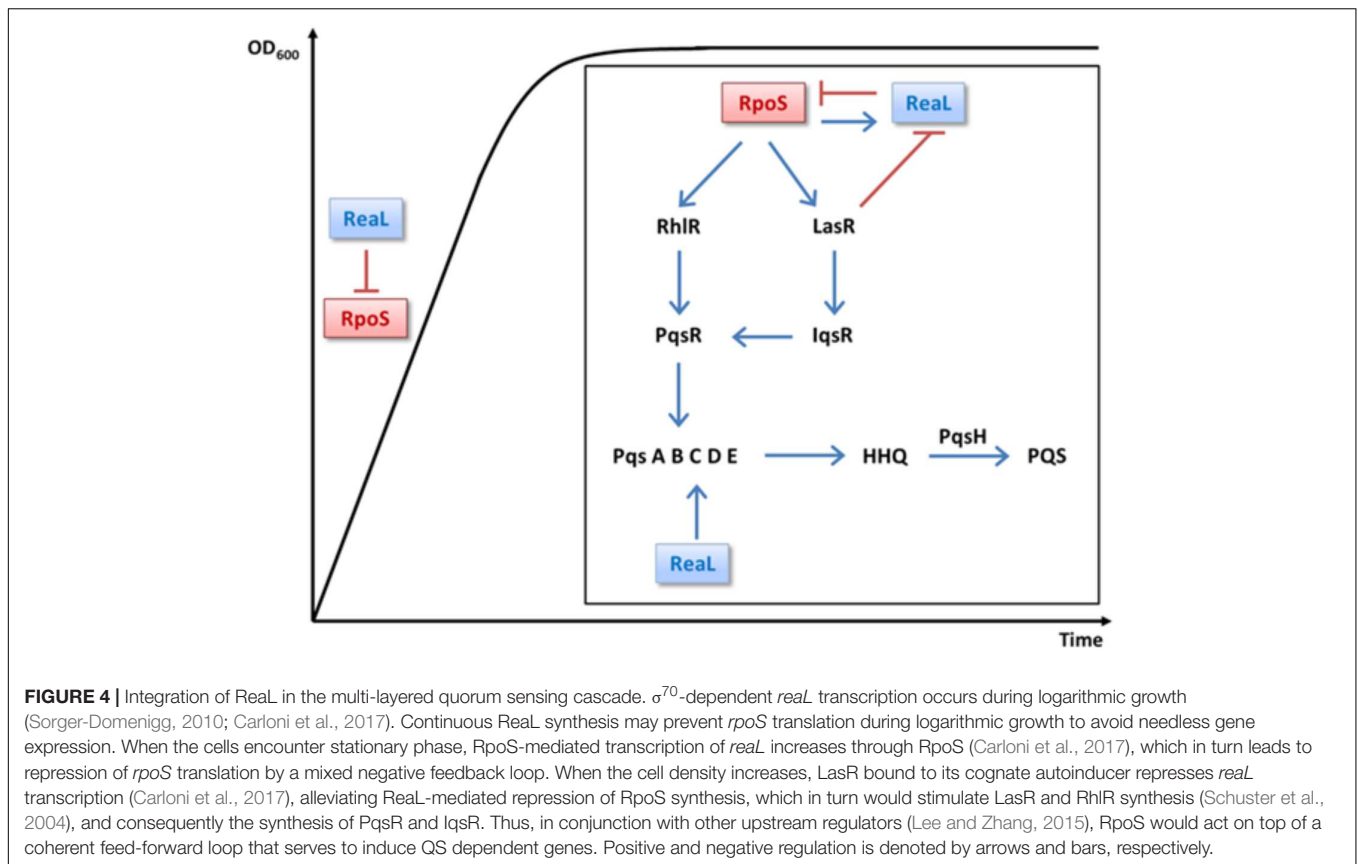 OD600
RpoS
ReaL
ReaL
RpoS
RhlR
LasR
PqsR
IqsR
Pqs A B C D E
HHQ
PqsH
PQS
ReaL
Time
FIGURE 4 | Integration of ReaL in the multi-layered quorum sensing cascade. σ70-dependent reaL transcription occurs during logarithmic growth
(Sorger-Domenigg, 2010; Carloni et al., 2017). Continuous ReaL synthesis may prevent rpoS translation during logarithmic growth to avoid needless gene
expression. When the cells encounter stationary phase, RpoS-mediated transcription of reaL increases through RpoS (Carloni et al., 2017), which in turn leads to
repression of rpoS translation by a mixed negative feedback loop. When the cell density increases, LasR bound to its cognate autoinducer represses reaL
transcription (Carloni et al., 2017), alleviating ReaL-mediated repression of RpoS synthesis, which in turn would stimulate LasR and RhlR synthesis (Schuster et al.,
2004), and consequently the synthesis of PqsR and IqsR. Thus, in conjunction with other upstream regulators (Lee and Zhang, 2015), RpoS would act on top of a
coherent feed-forward loop that serves to induce QS dependent genes. Positive and negative regulation is denoted by arrows and bars, respectively.